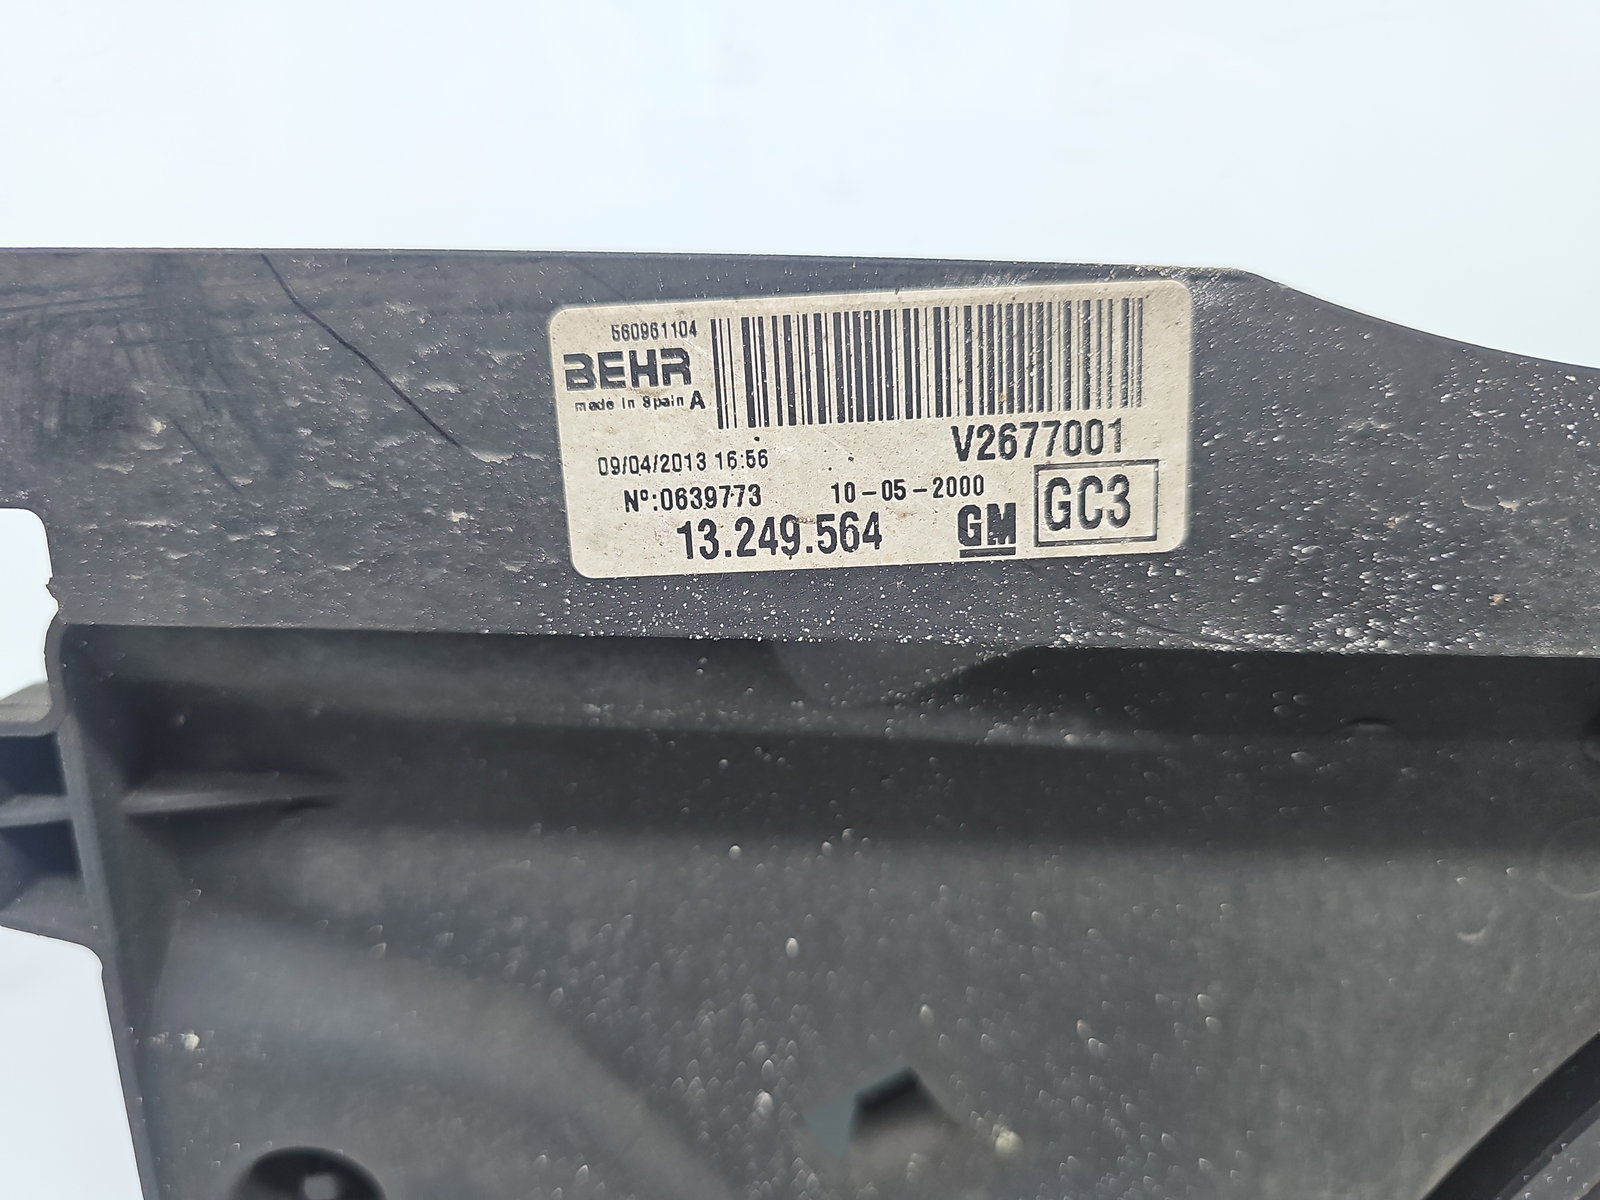 560961104
BEHR
made in Spain A
V2677001
09/04/2013 16:56
Nº:0639773
10-05-2000
13.249.564
GM
GC3